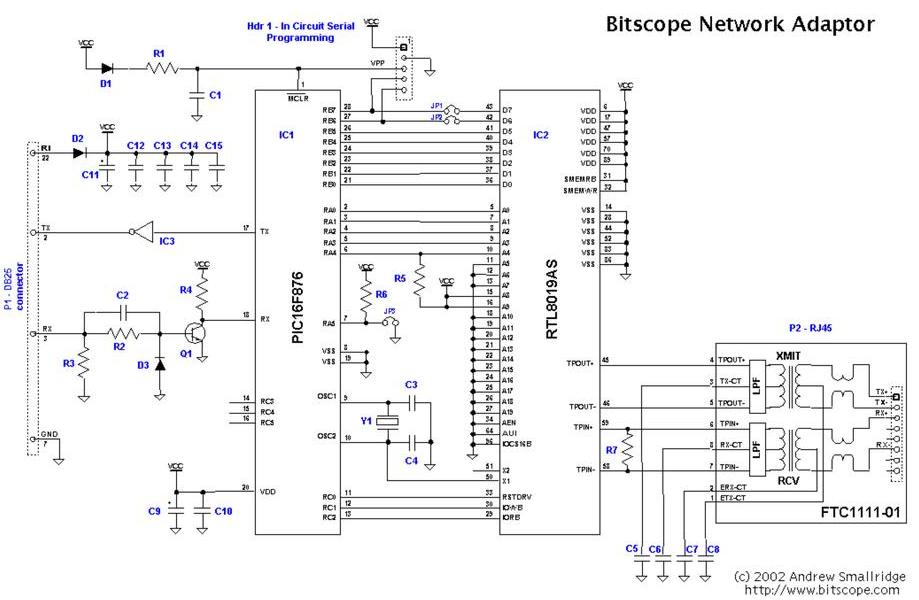 Bitscope Network Adaptor
Hdr 1 - In Circuit Serial
Programming
VCC
VCC
R1
D1
C1
VPP
1
1
MCLR
IC1
PIC16F876
RB7 28
RB6 27
RB5 26
RB4 25
RB3 24
RB2 23
RB1 22
RB0 21
JP1
JP2
IC2
RTL8019AS
43 D7
42 D6
41 D5
40 D4
39 D3
38 D2
37 D1
36 D0
VCC
VDD 6
VDD 17
VDD 47
VDD 57
VDD 70
VDD 89
SMEMRB 31
SMEMWR 32
VSS 14
VSS 28
VSS 44
VSS 52
VSS 83
VSS 86
RI
22
D2
VCC
C11
C12
C13
C14
C15
TX
2
IC3
17 TX
P1 - DB25
connector
RX
3
C2
R2
R3
D3
VCC
R4
Q1
18 RX
GND
7
RA0 2
RA1 3
RA2 4
RA3 5
RA4 6
5 A0
7 A1
8 A2
9 A3
10 A4
11 A5
12 A6
13 A7
15 A8
16 A9
18 A10
19 A11
20 A12
21 A13
22 A14
23 A15
24 A16
25 A17
26 A18
27 A19
34 AEN
64 AUI
96 IOCS16B
51 X2
50 X1
33 RSTDRV
30 IOWB
29 IORB
VCC
R6
R5
VCC
RA5 7
JP3
VSS 8
VSS 19
OSC1 9
OSC2 10
C3
Y1
C4
14 RC3
15 RC4
16 RC5
VCC
C9
C10
20 VDD
RC0 11
RC1 12
RC2 13
TPOUT+ 45
TPOUT- 46
TPIN+ 59
TPIN- 58
R7
P2 - RJ45
4 TPOUT+
3 TX-CT
5 TPOUT-
6 TPIN+
8 RX-CT
7 TPIN-
2 ERX-CT
1 ETX-CT
XMIT
LPF
LPF
RCV
TX+
TX-
RX+
RX-
FTC1111-01
C5
C6
C7
C8
(c) 2002 Andrew Smallridge
http://www.bitscope.com